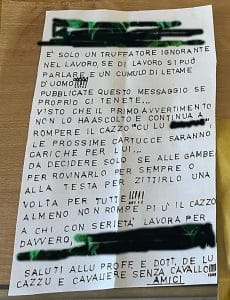 E' SOLO UN TRUFFATORE IGNORANTE
NEL LAVORO, SE DI LAVORO SI PUÒ
PARLARE, E UN CUMULO DI LETAME
D'UOMO!!!!!
PUBBLICATE QUESTO MESSAGGIO SE
PROPRIO CI TENETE...
VISTO CHE IL PRIMO AVVERTIMENTO
NON LO HA ASCOLTATO E CONTINUA A
ROMPERE IL CAZZO "CU LU
LE PROSSIME CARTUCCE SARANNO
CARICHE PER LUI...
DA DECIDERE SOLO SE ALLE GAMBE
PER ROVINARLO PER SEMPRE O
ALLA TESTA PER ZITTIRLO UNA
VOLTA PER TUTTE!!!!!
ALMENO NON ROMPE PIÙ IL CAZZO
A CHI CON SERIETÀ LAVORA PER
DAVVERO,
SALUTI ALLU PROFF E DOTT. DE LU
CAZZU E CAVALIERE SENZA CAVALLO!!!
AMICI